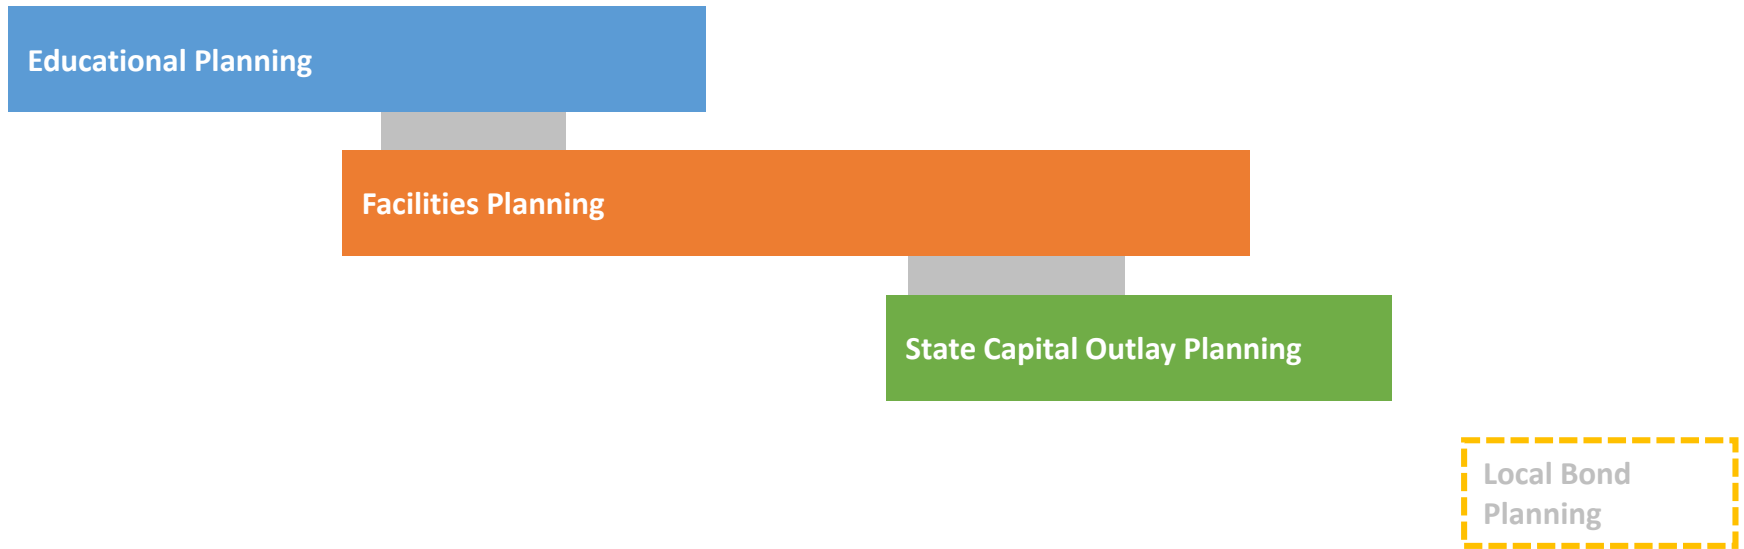 Educational Planning
Facilities Planning
State Capital Outlay Planning
Local Bond
Planning